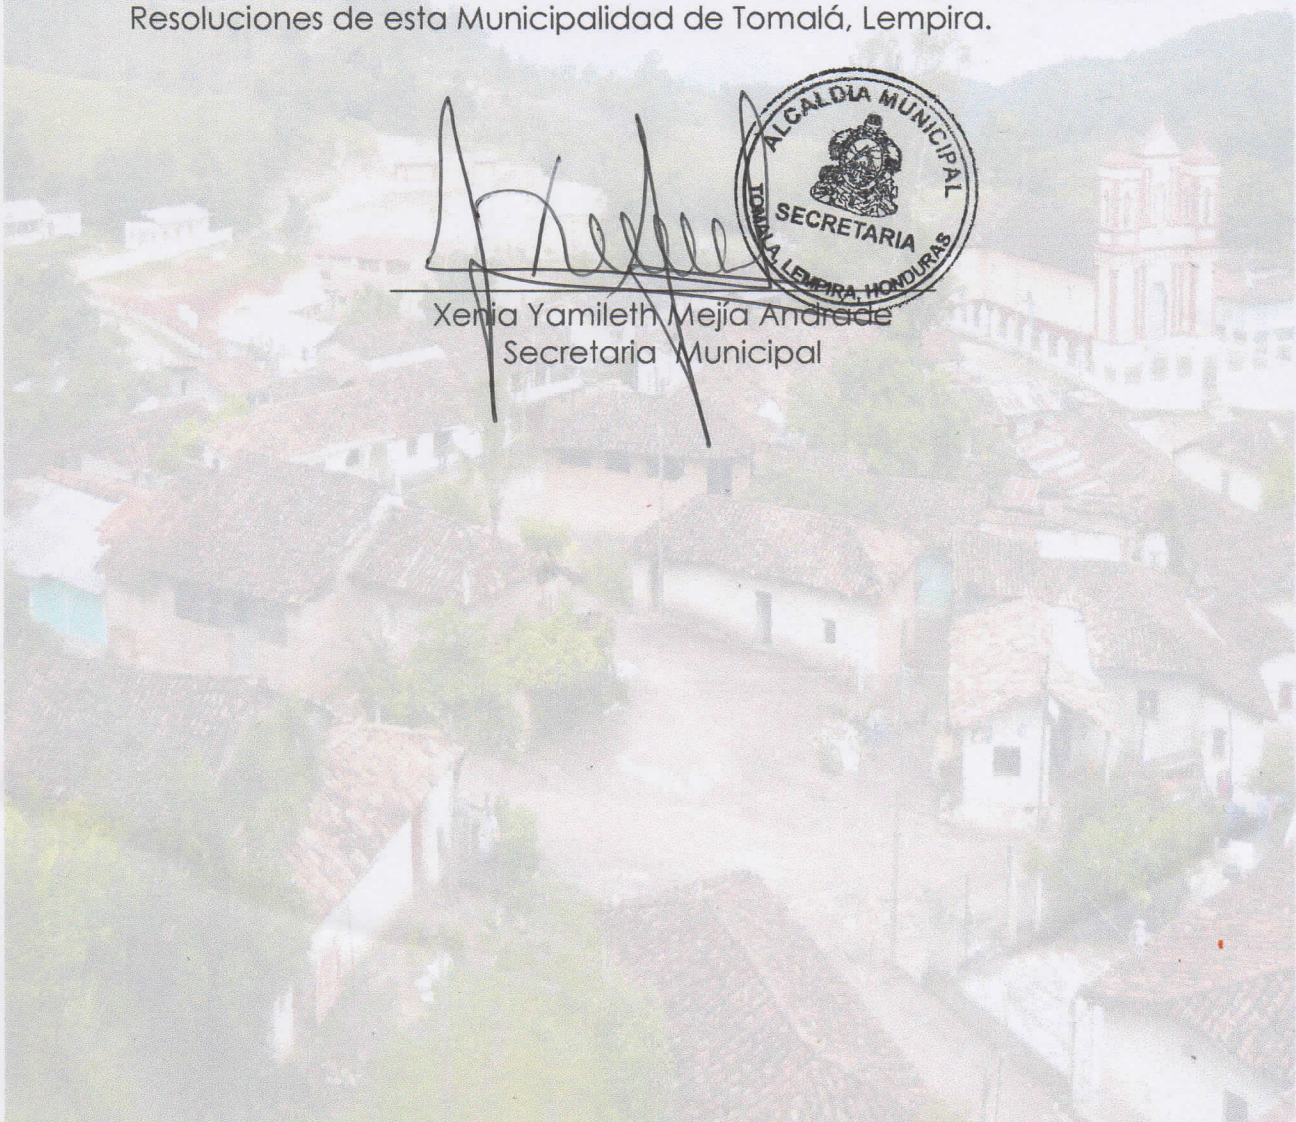 Resoluciones de esta Municipalidad de Tomalá, Lempira.
ALCALDIA MUNICIPAL
SECRETARIA
TOMALA, LEMPIRA, HONDURAS
Xenia Yamileth Mejía Andrade
Secretaria Municipal